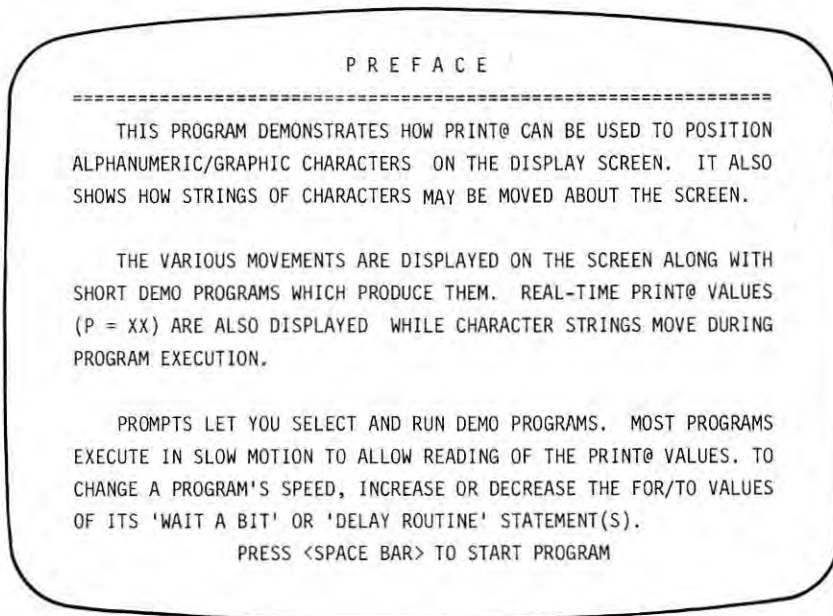 P R E F A C E
=================================================================
THIS PROGRAM DEMONSTRATES HOW PRINT@ CAN BE USED TO POSITION
ALPHANUMERIC/GRAPHIC CHARACTERS ON THE DISPLAY SCREEN. IT ALSO
SHOWS HOW STRINGS OF CHARACTERS MAY BE MOVED ABOUT THE SCREEN.
THE VARIOUS MOVEMENTS ARE DISPLAYED ON THE SCREEN ALONG WITH
SHORT DEMO PROGRAMS WHICH PRODUCE THEM. REAL-TIME PRINT@ VALUES
(P = XX) ARE ALSO DISPLAYED WHILE CHARACTER STRINGS MOVE DURING
PROGRAM EXECUTION.
PROMPTS LET YOU SELECT AND RUN DEMO PROGRAMS. MOST PROGRAMS
EXECUTE IN SLOW MOTION TO ALLOW READING OF THE PRINT@ VALUES. TO
CHANGE A PROGRAM'S SPEED, INCREASE OR DECREASE THE FOR/TO VALUES
OF ITS 'WAIT A BIT' OR 'DELAY ROUTINE' STATEMENT(S).
PRESS <SPACE BAR> TO START PROGRAM